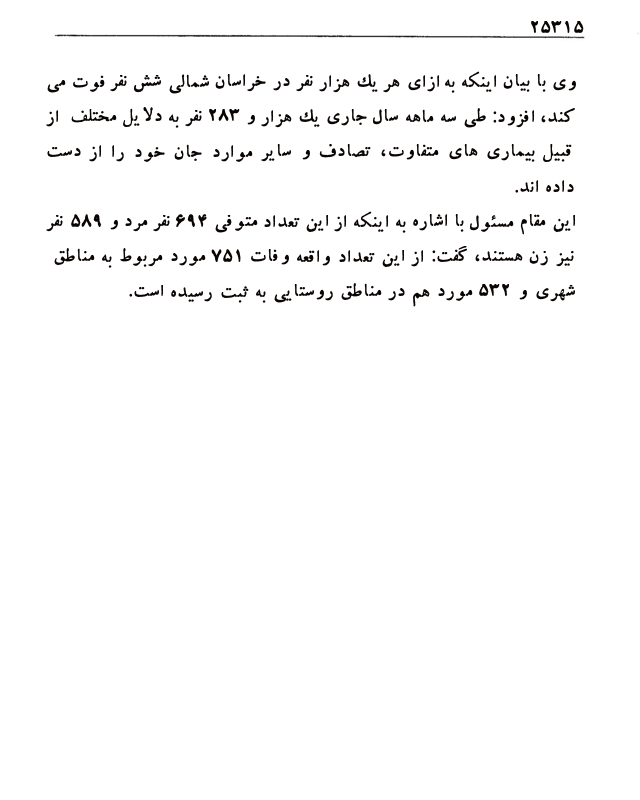 ۲۵۳۱۵
وی با بیان اینکه به ازای هر یك هزار نفر در خراسان شمالی شش نفر فوت می
کند، افزود: طی سه ماهه سال جاری یك هزار و ۲۸۳ نفر به دلایل مختلف از
قبیل بیماری های متفاوت، تصادف و سایر موارد جان خود را از دست
داده اند.
این مقام مسئول با اشاره به اینکه از این تعداد متوفی ۶۹۴ نفر مرد و ۵۸۹ نفر
نیز زن هستند، گفت: از این تعداد واقعه وفات ۷۵۱ مورد مربوط به مناطق
شهری و ۵۳۲ مورد هم در مناطق روستایی به ثبت رسیده است.